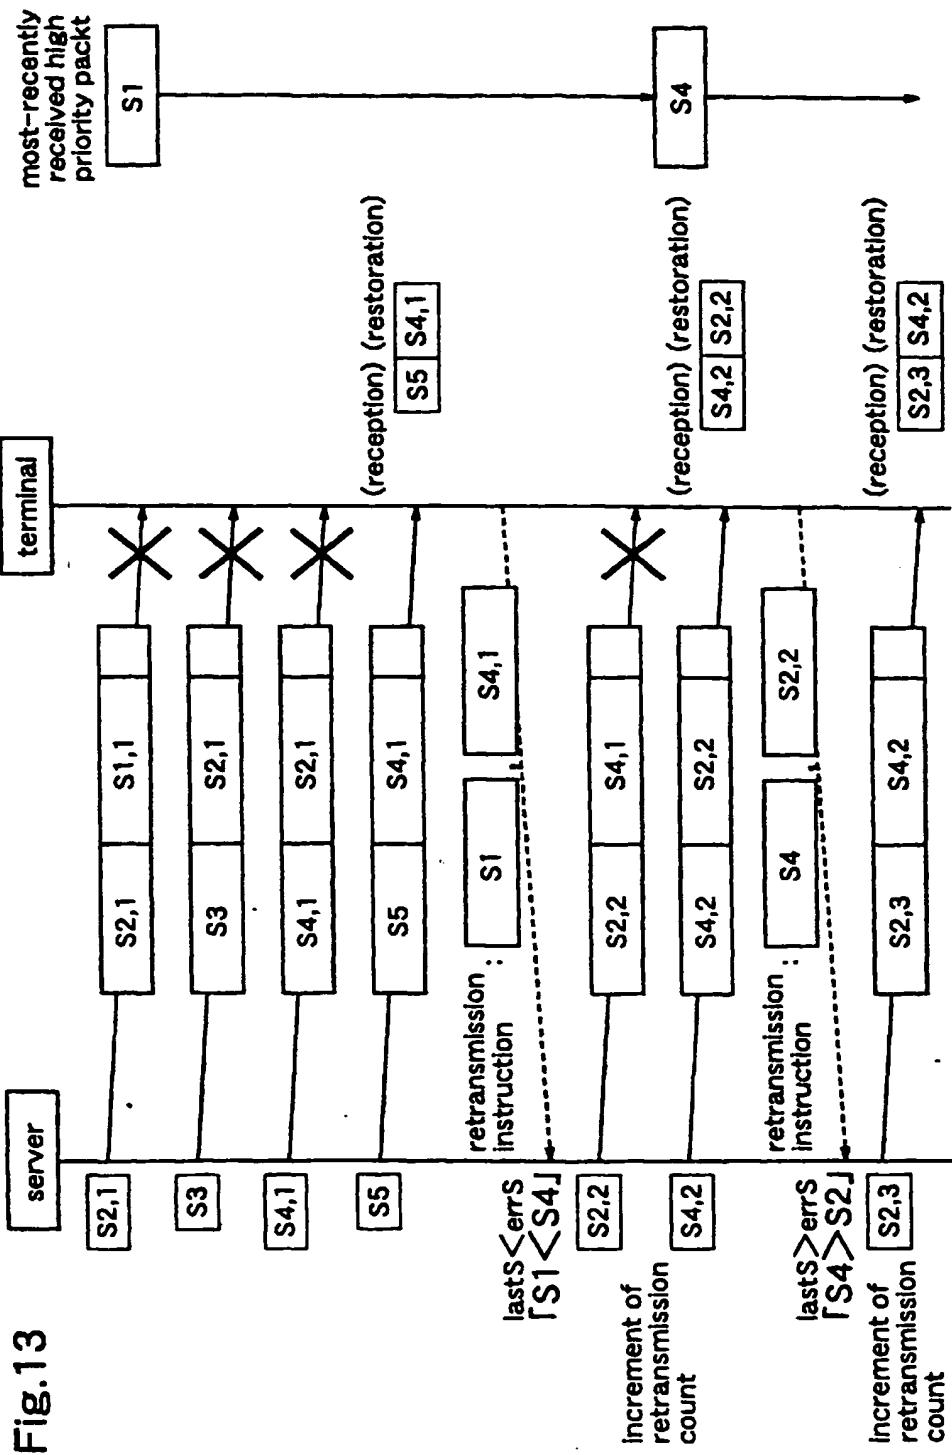 Fig.13
server
terminal
most-recently
received high
priority packt
S1
S2,1
S2,1
S1,1
S3
S3
S2,1
S4,1
S4,1
S2,1
S5
S5
S4,1
(reception) (restoration)
S5
S4,1
retransmission
instruction
:
S1
,
S4,1
lastS<errS
「S1<S4」
increment of
retransmission
count
S2,2
S2,2
S4,1
S4,2
S4,2
S2,2
(reception) (restoration)
S4,2
S2,2
S4
retransmission
instruction
:
S4
,
S2,2
lastS>errS
「S4>S2」
increment of
retransmission
count
S2,3
S2,3
S4,2
(reception) (restoration)
S2,3
S4,2